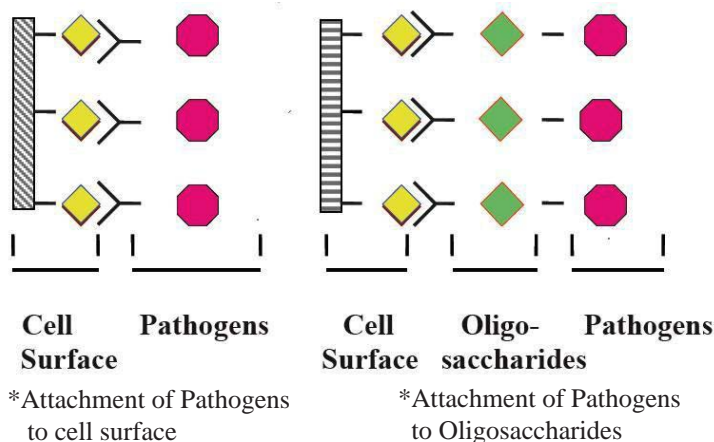 Cell
Surface
Pathogens
Cell
Surface
Oligo-
saccharides
Pathogens
*Attachment of Pathogens
to cell surface
*Attachment of Pathogens
to Oligosaccharides